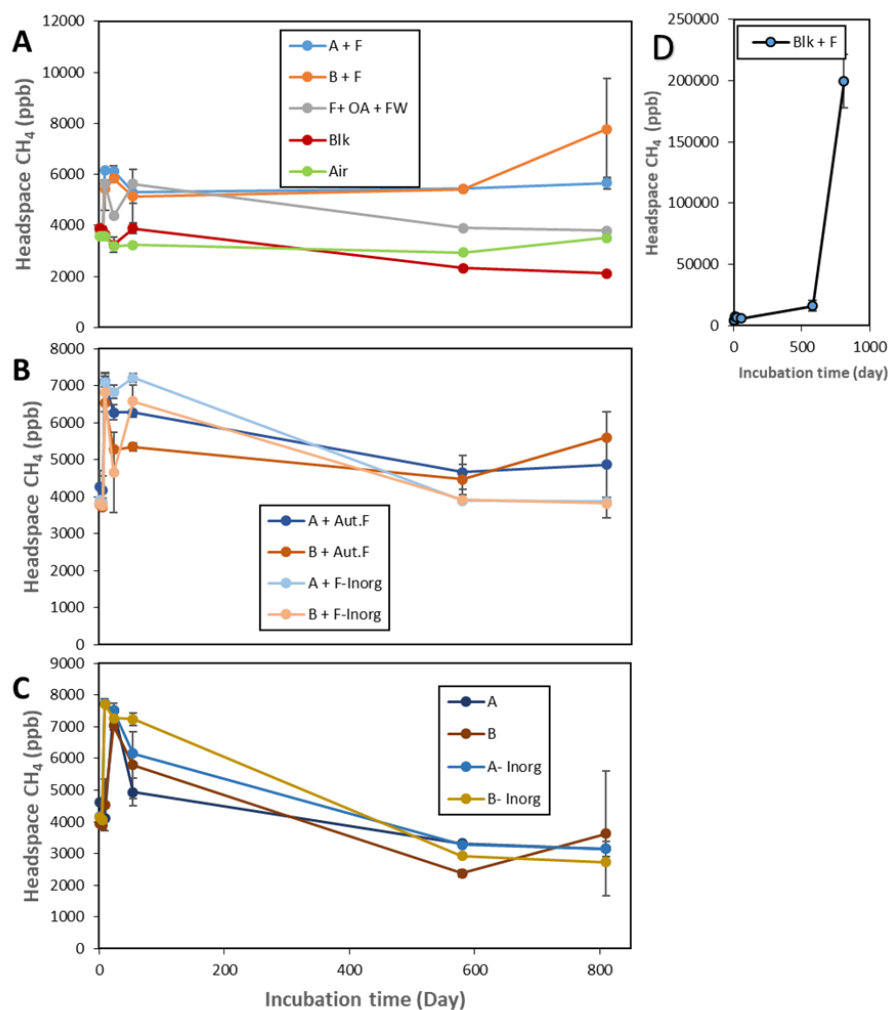 A
Headspace CH4 (ppb)
12000
10000
8000
6000
4000
2000
0
A + F
B + F
F+ OA + FW
Blk
Air
D
Headspace CH4 (ppb)
250000
200000
150000
100000
50000
0
Blk + F
0
500
1000
Incubation time (day)
B
Headspace CH4 (ppb)
8000
7000
6000
5000
4000
3000
2000
1000
0
A + Aut.F
B + Aut.F
A + F-Inorg
B + F-Inorg
C
Headspace CH4 (ppb)
9000
8000
7000
6000
5000
4000
3000
2000
1000
0
A
B
A- Inorg
B- Inorg
0
200
400
600
800
Incubation time (Day)